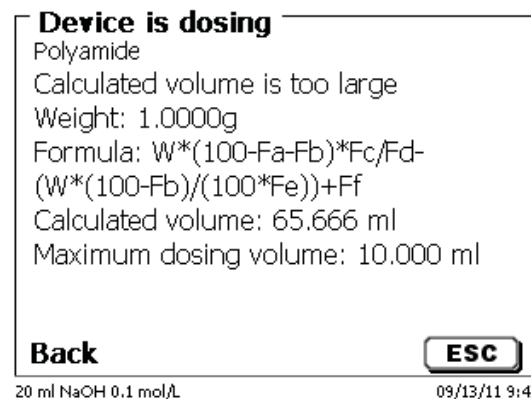 Device is dosing
Polyamide
Calculated volume is too large
Weight: 1.0000g
Formula: W*(100-Fa-Fb)*Fc/Fd-
(W*(100-Fb)/(100*Fe))+Ff
Calculated volume: 65.666 ml
Maximum dosing volume: 10.000 ml
Back
ESC
20 ml NaOH 0.1 mol/L
09/13/11 9:4